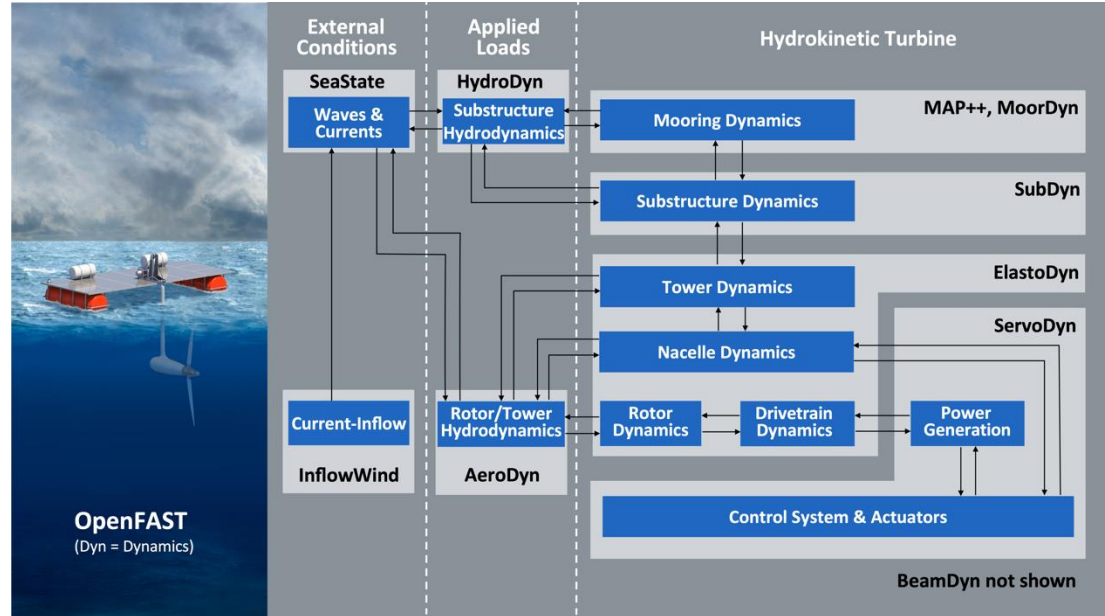 External
Conditions
Applied
Loads
Hydrokinetic Turbine
SeaState
Waves &
Currents
HydroDyn
Substructure
Hydrodynamics
Mooring Dynamics
MAP++, MoorDyn
Substructure Dynamics
SubDyn
Tower Dynamics
ElastoDyn
Nacelle Dynamics
ServoDyn
Current-Inflow
InflowWind
Rotor/Tower
Hydrodynamics
AeroDyn
Rotor
Dynamics
Drivetrain
Dynamics
Power
Generation
Control System & Actuators
OpenFAST
(Dyn = Dynamics)
BeamDyn not shown